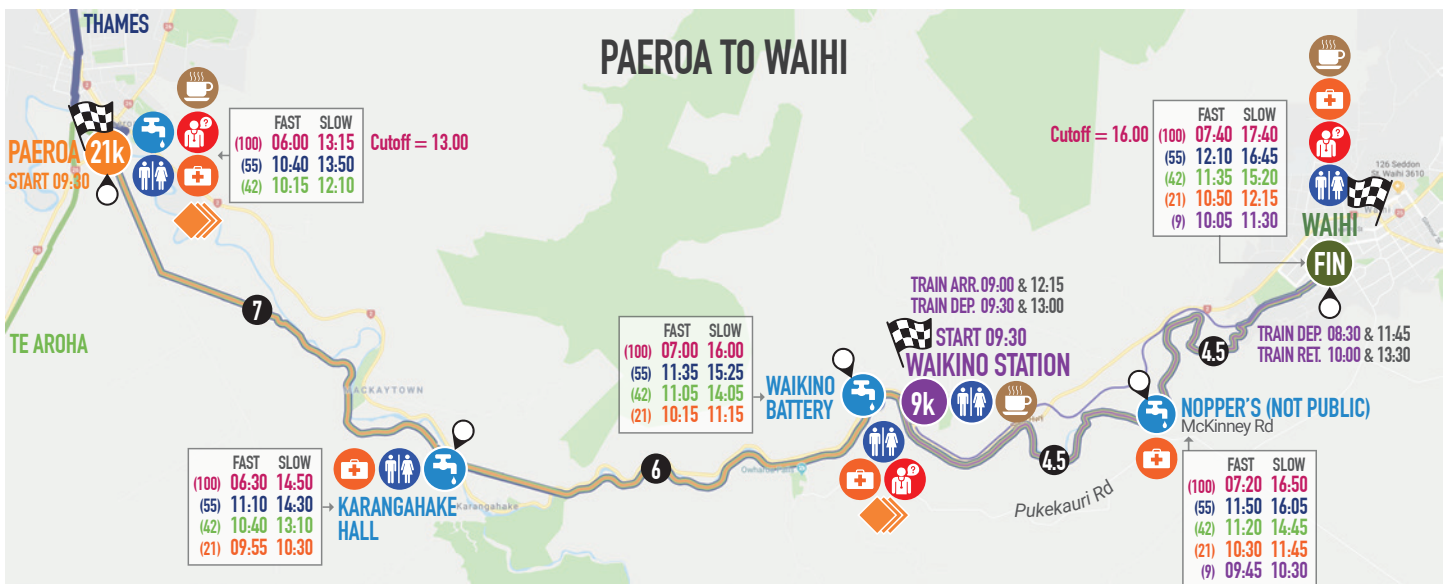 PAEROA TO WAIHI
THAMES
PAEROA
START 09:30
21k
FAST SLOW
(100) 06:00 13:15
(55) 10:40 13:50
(42) 10:15 12:10
Cutoff = 13.00
TE AROHA
7
ACKAYTOWN
FAST SLOW
(100) 06:30 14:50
(55) 11:10 14:30
(42) 10:40 13:10
(21) 09:55 10:30
KARANGAHAKE
HALL
Karangahake
6
FAST SLOW
(100) 07:00 16:00
(55) 11:35 15:25
(42) 11:05 14:05
(21) 10:15 11:15
WAIKINO
BATTERY
TRAIN ARR. 09:00 & 12:15
TRAIN DEP. 09:30 & 13:00
START 09:30
WAIKINO STATION
9k
4.5
Pukekauri Rd
NOPPER'S (NOT PUBLIC)
McKinney Rd
FAST SLOW
(100) 07:20 16:50
(55) 11:50 16:05
(42) 11:20 14:45
(21) 10:30 11:45
(9) 09:45 10:30
4.5
Cutoff = 16.00
FAST SLOW
(100) 07:40 17:40
(55) 12:10 16:45
(42) 11:35 15:20
(21) 10:50 12:15
(9) 10:05 11:30
126 Seddon
St, Waihi 3610
WAIHI
FIN
TRAIN DEP. 08:30 & 11:45
TRAIN RET. 10:00 & 13:30